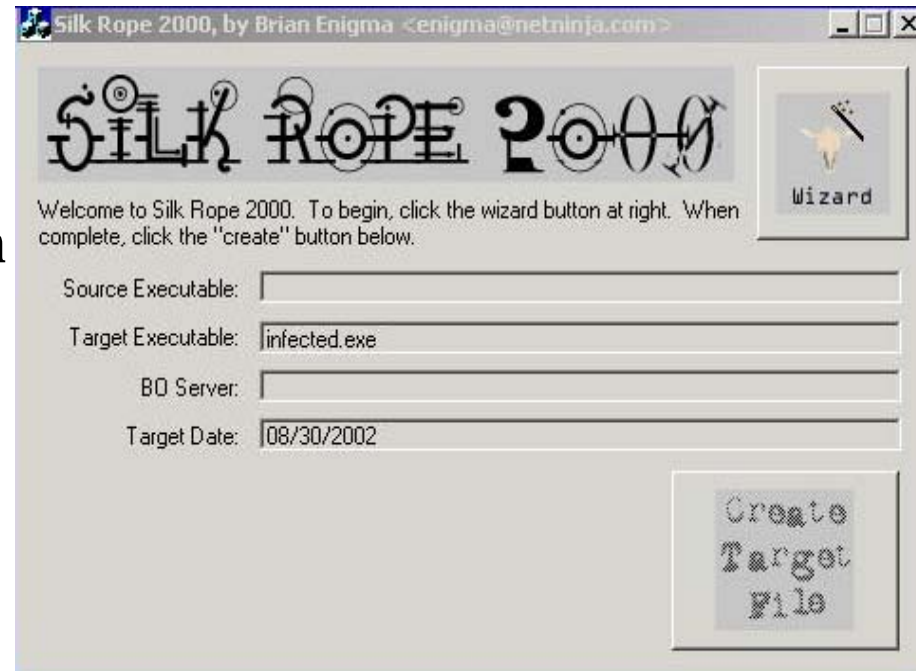 Silk Rope 2000, by Brian Enigma <enigma@netninja.com>
SILK ROPE 2000
Wizard
Welcome to Silk Rope 2000. To begin, click the wizard button at right. When
complete, click the "create" button below.
Source Executable:
Target Executable: infected.exe
BO Server:
Target Date: 08/30/2002
Create
Target
File